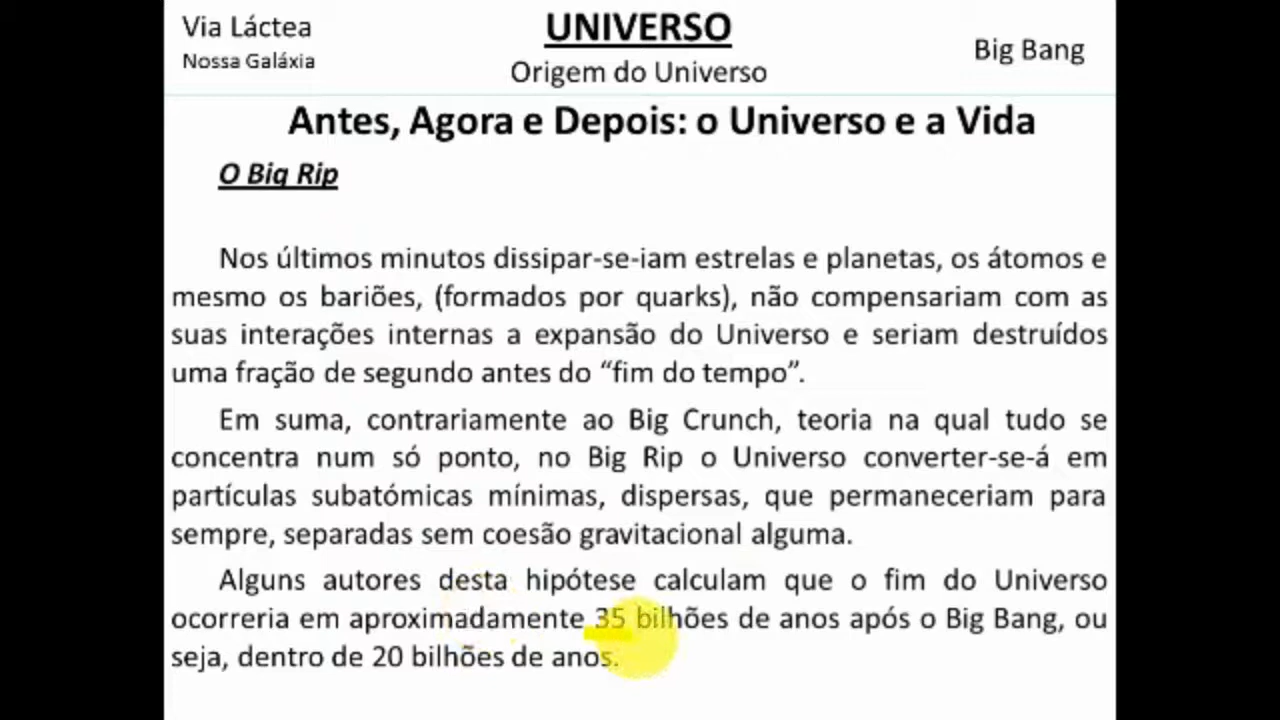 Via Láctea
Nossa Galáxia
UNIVERSO
Origem do Universo
Big Bang
Antes, Agora e Depois: o Universo e a Vida
O Big Rip
Nos últimos minutos dissipar-se-iam estrelas e planetas, os átomos e
mesmo os bariões, (formados por quarks), não compensariam com as
suas interações internas a expansão do Universo e seriam destruídos
uma fração de segundo antes do “fim do tempo”.
Em suma, contrariamente ao Big Crunch, teoria na qual tudo se
concentra num só ponto, no Big Rip o Universo converter-se-á em
partículas subatómicas mínimas, dispersas, que permaneceriam para
sempre, separadas sem coesão gravitacional alguma.
Alguns autores desta hipótese calculam que o fim do Universo
ocorreria em aproximadamente 35 bilhões de anos após o Big Bang, ou
seja, dentro de 20 bilhões de anos.